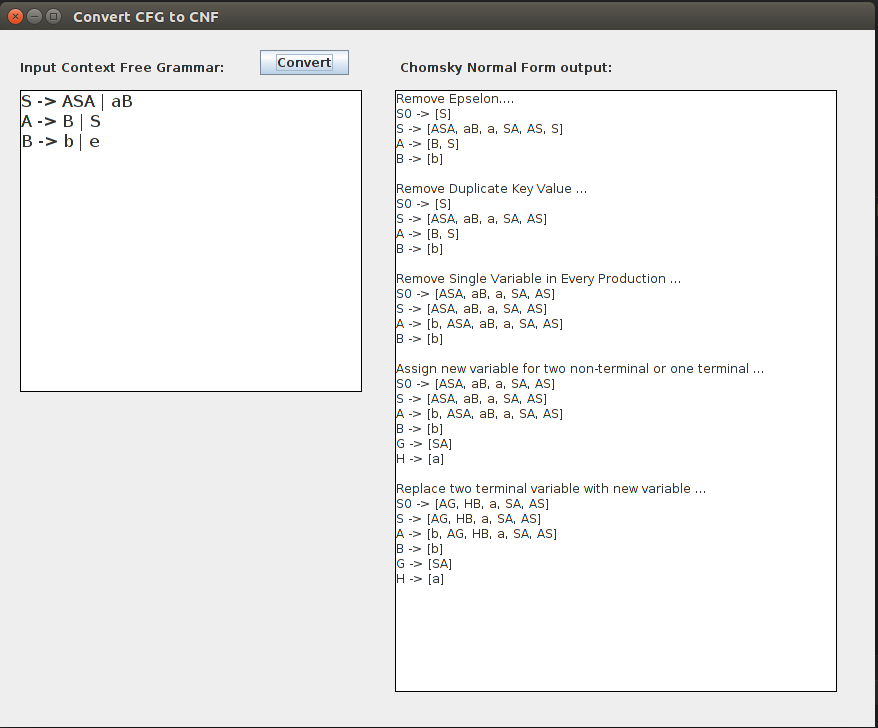 Convert CFG to CNF
Input Context Free Grammar:
Convert
S -> ASA | aB
A -> B | S
B -> b | e
Chomsky Normal Form output:
Remove Epselon....
S0 -> [S]
S -> [ASA, aB, a, SA, AS, S]
A -> [B, S]
B -> [b]
Remove Duplicate Key Value ...
S0 -> [S]
S -> [ASA, aB, a, SA, AS]
A -> [B, S]
B -> [b]
Remove Single Variable in Every Production ...
S0 -> [ASA, aB, a, SA, AS]
S -> [ASA, aB, a, SA, AS]
A -> [b, ASA, aB, a, SA, AS]
B -> [b]
Assign new variable for two non-terminal or one terminal ...
S0 -> [ASA, aB, a, SA, AS]
S -> [ASA, aB, a, SA, AS]
A -> [b, ASA, aB, a, SA, AS]
B -> [b]
G -> [SA]
H -> [a]
Replace two terminal variable with new variable ...
S0 -> [AG, HB, a, SA, AS]
S -> [AG, HB, a, SA, AS]
A -> [b, AG, HB, a, SA, AS]
B -> [b]
G -> [SA]
H -> [a]